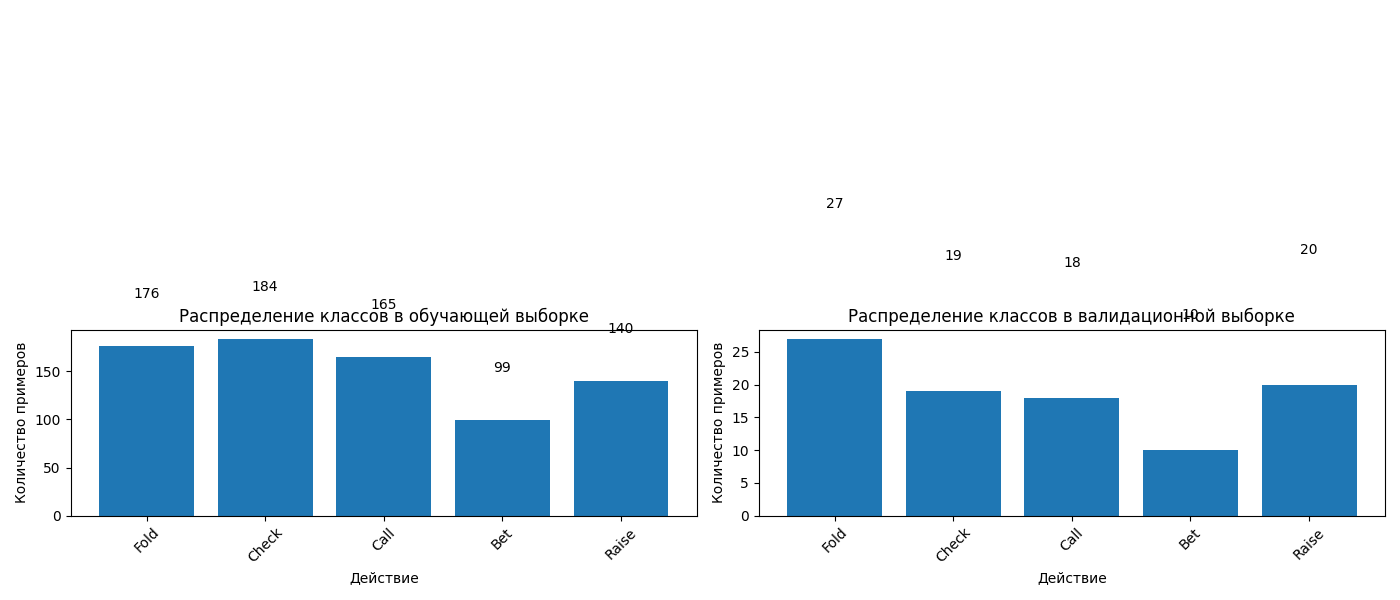 Распределение классов в обучающей выборке
176
184
165
99
140
Количество примеров
150
100
50
0
Fold
Check
Call
Bet
Raise
Действие
Распределение классов в валидационной выборке
27
19
18
10
20
Количество примеров
25
20
15
10
5
0
Fold
Check
Call
Bet
Raise
Действие